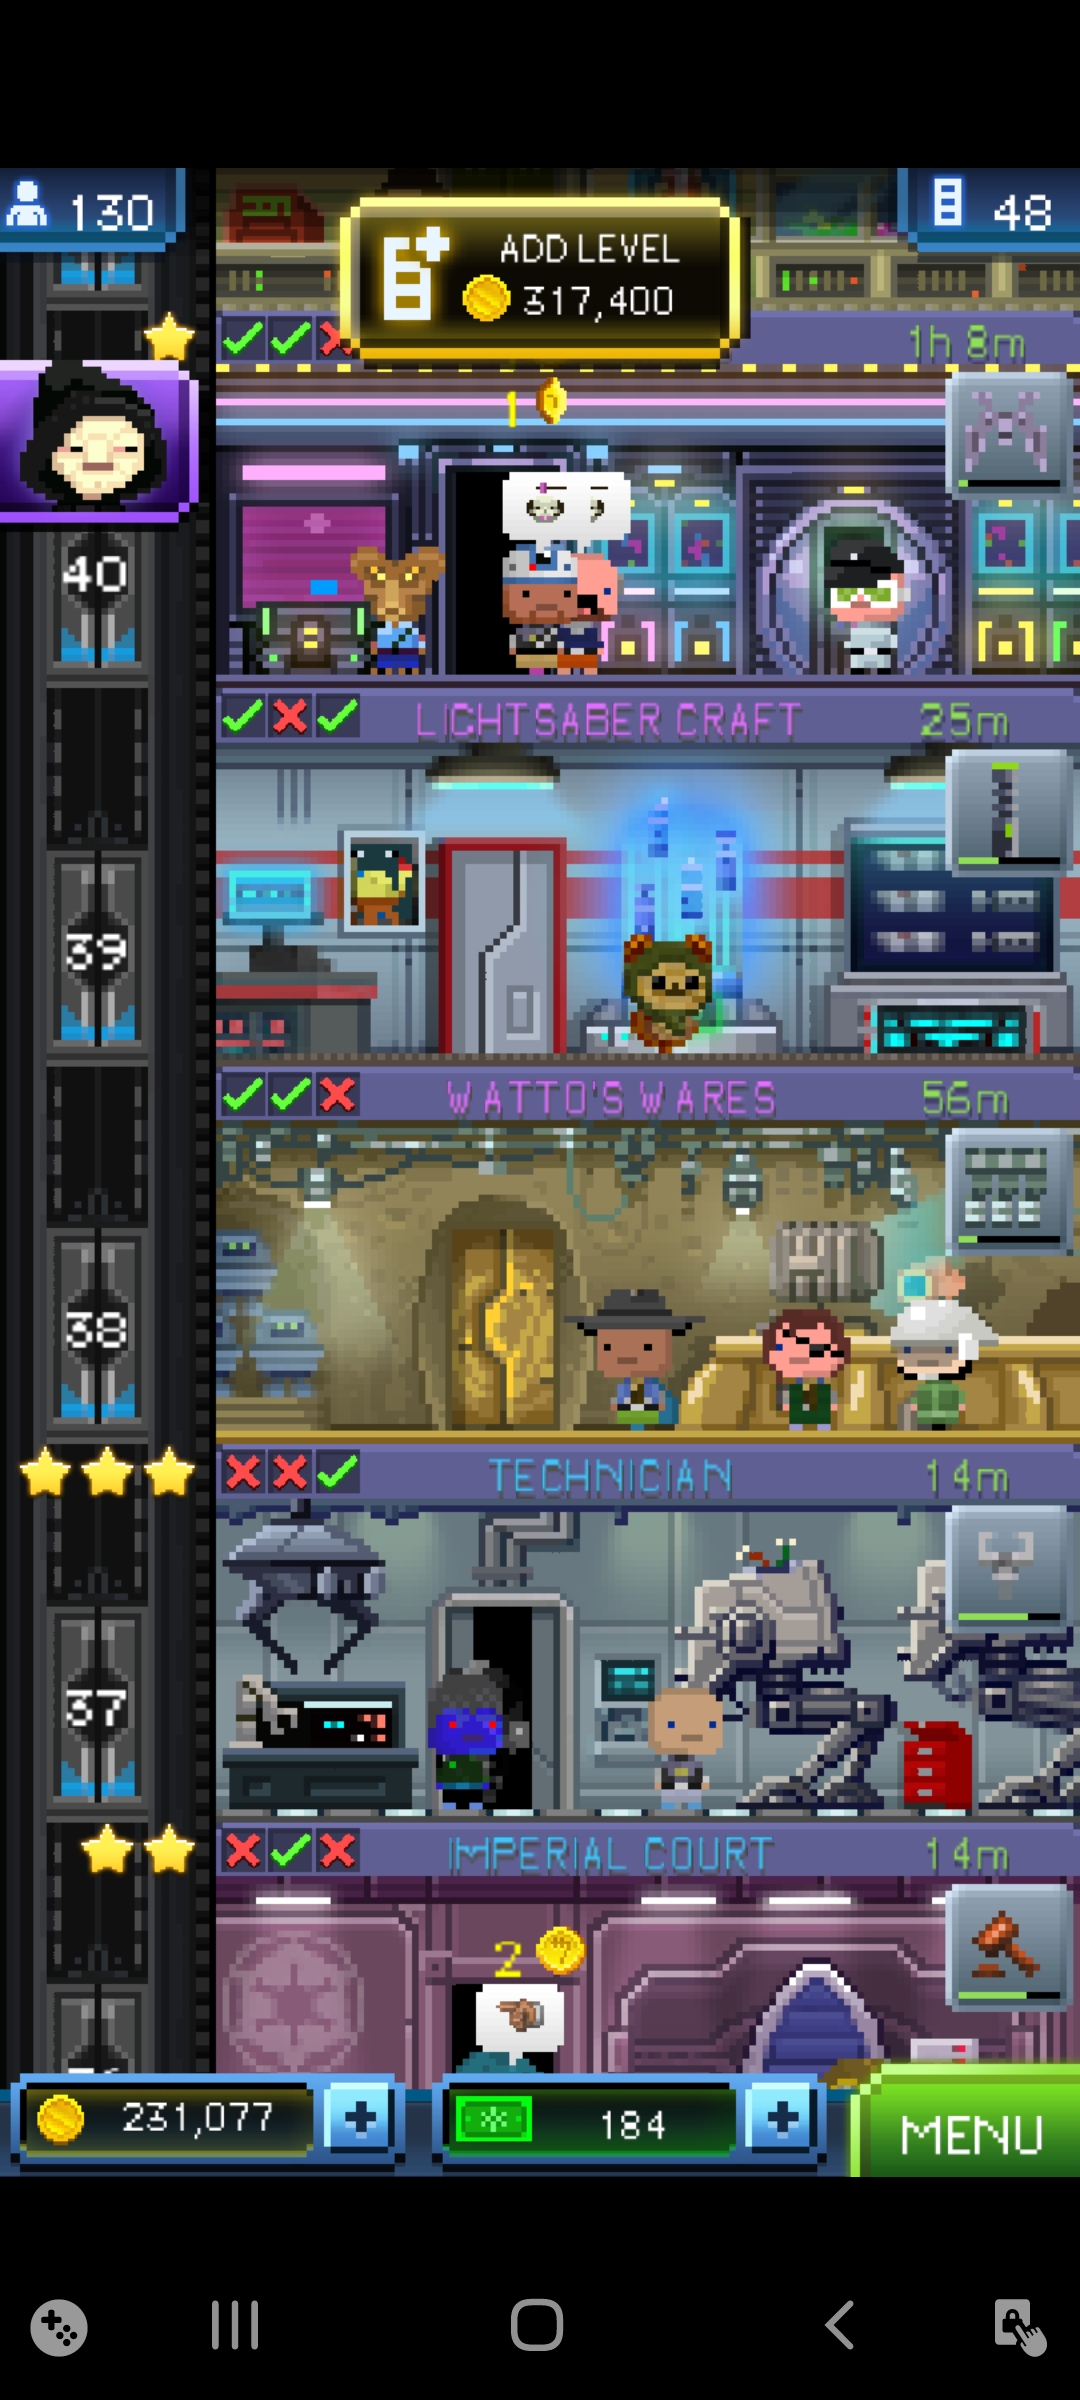 130
48
ADD LEVEL
317,400
1h 8m
1
40
LIGHTSABER CRAFT
25m
39
WATTO'S WARES
56m
38
TECHNICIAN
14m
37
IMPERIAL COURT
14m
2
231,077
184
MENU